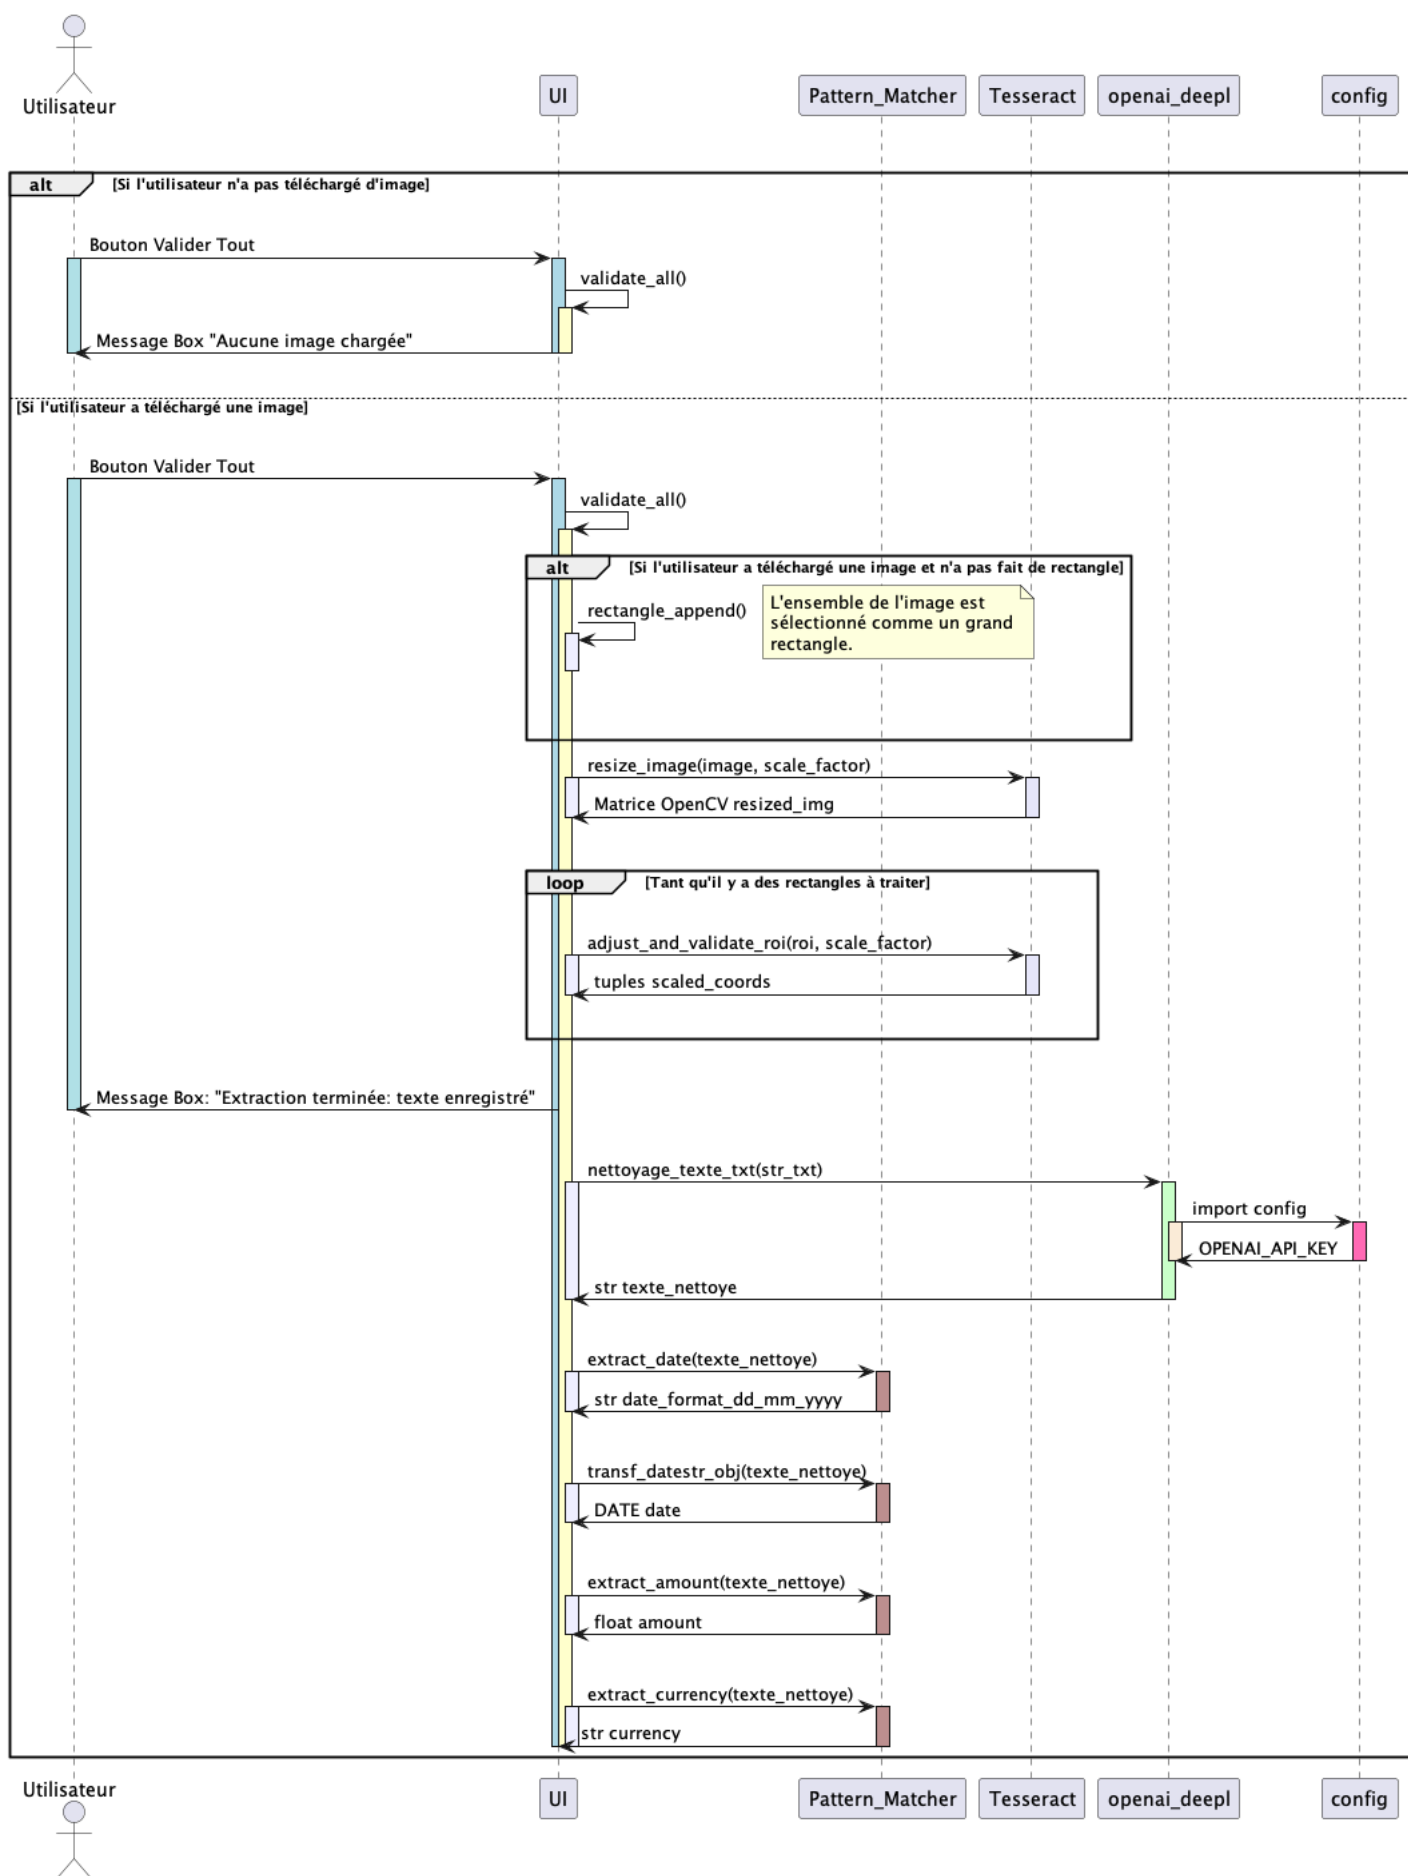 Utilisateur
UI
Pattern_Matcher
Tesseract
openai_deepl
config
alt
[Si l'utilisateur n'a pas téléchargé d'image]
Bouton Valider Tout
validate_all()
Message Box "Aucune image chargée"
[Si l'utilisateur a téléchargé une image]
Bouton Valider Tout
validate_all()
alt
[Si l'utilisateur a téléchargé une image et n'a pas fait de rectangle]
rectangle_append()
L'ensemble de l'image est
sélectionné comme un grand
rectangle.
resize_image(image, scale_factor)
Matrice OpenCV resized_img
loop
[Tant qu'il y a des rectangles à traiter]
adjust_and_validate_roi(roi, scale_factor)
tuples scaled_coords
Message Box: "Extraction terminée: texte enregistré"
nettoyage_texte_txt(str_txt)
import config
OPENAI_API_KEY
str texte_nettoye
extract_date(texte_nettoye)
str date_format_dd_mm_yyyy
transf_datestr_obj(texte_nettoye)
DATE date
extract_amount(texte_nettoye)
float amount
extract_currency(texte_nettoye)
str currency
Utilisateur
UI
Pattern_Matcher
Tesseract
openai_deepl
config